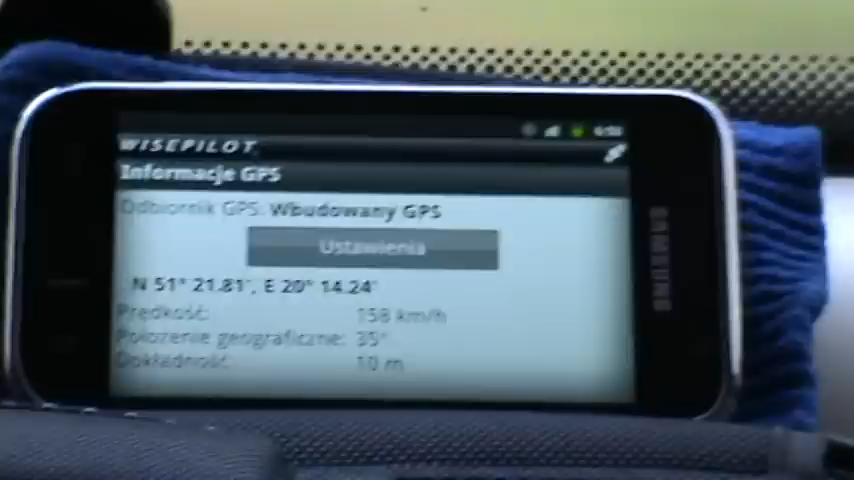 WISEPILOT
Informacje GPS
Odbiornik GPS: Wbudowany GPS
Ustawienia
N 51° 21.81', E 20° 14.24'
Prędkość: 158 km/h
Położenie geograficzne: 35°
Dokładność: 10 m
SAMSUNG